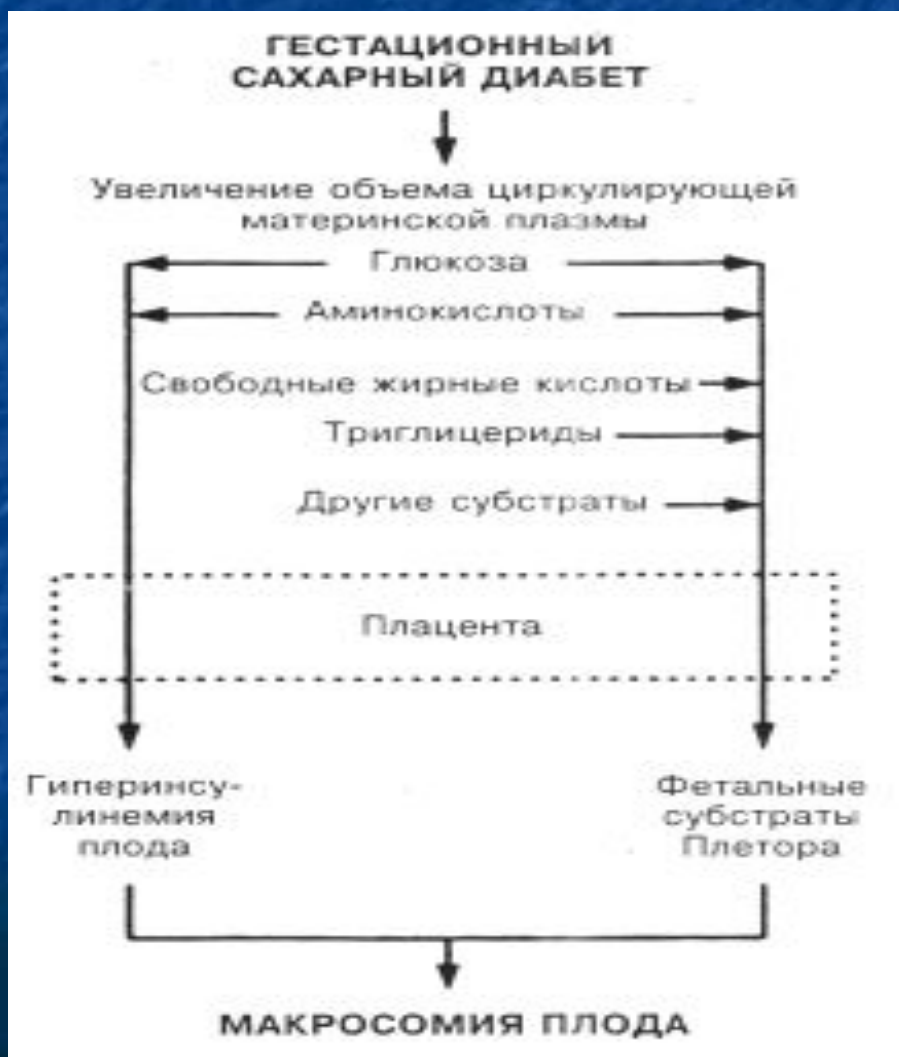 ГЕСТАЦИОННЫЙ
САХАРНЫЙ ДИАБЕТ
Увеличение объема циркулирующей
материнской плазмы
Глюкоза
Аминокислоты
Свободные жирные кислоты
Триглицериды
Другие субстраты
Плацента
Гиперинсу-
линемия
плода
Фетальные
субстраты
Плетора
МАКРОСОМИЯ ПЛОДА